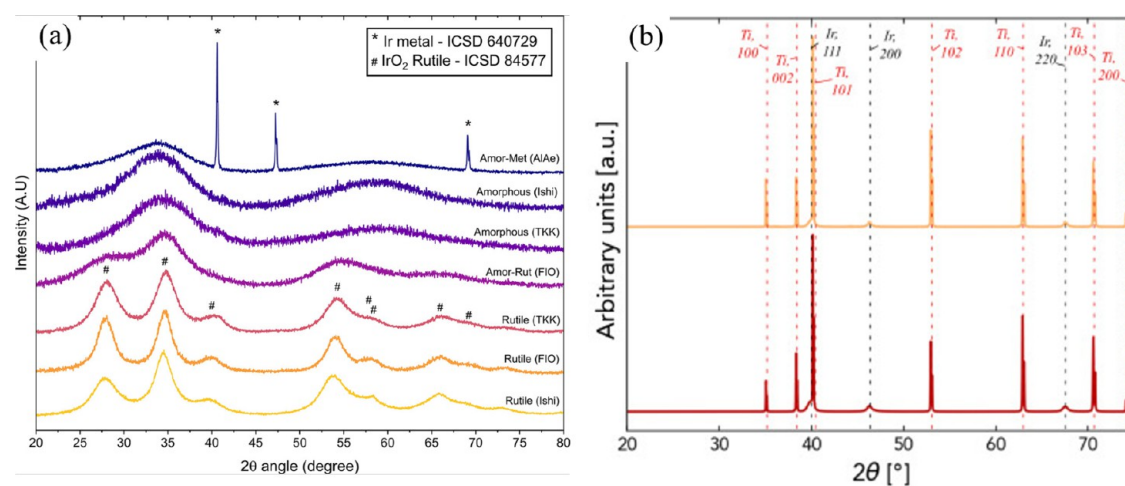 (a)
* Ir metal - ICSD 640729
# IrO2 Rutile - ICSD 84577
*
*
*
Amor-Met (AlAe)
Amorphous (Ishi)
Amorphous (TKK)
Amor-Rut (FIO)
# # # # # # # #
Rutile (TKK)
Rutile (FIO)
Rutile (Ishi)
Intensity (A.U)
20 25 30 35 40 45 50 55 60 65 70 75 80
2θ angle (degree)
(b)
Ti,
100
Ti,
002
Ir,
111
Ti,
101
Ir,
200
Ti,
102
Ti,
110
Ir,
220
Ti,
103
Ti,
200
Arbitrary units [a.u.]
20 30 40 50 60 70
2θ [°]